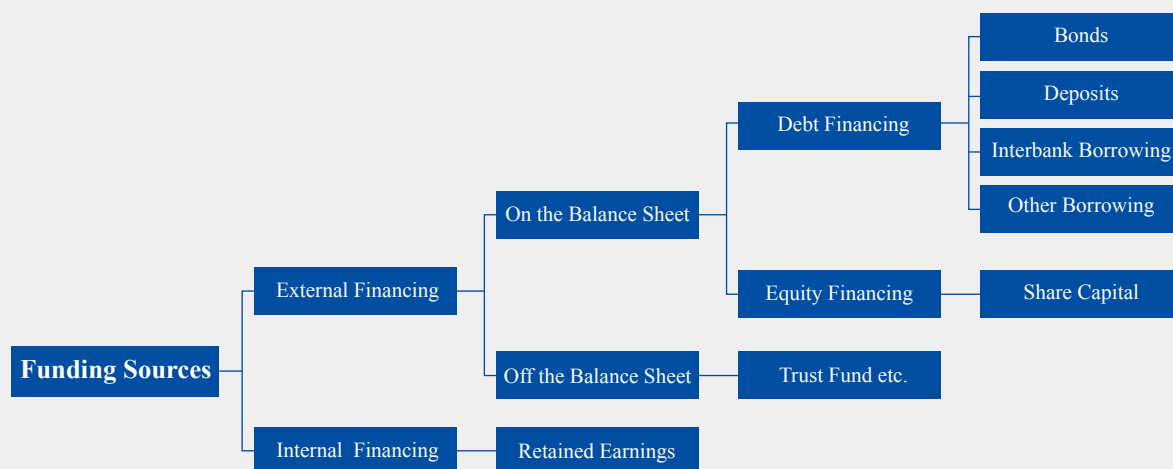 Bonds
Deposits
Debt Financing
Interbank Borrowing
Other Borrowing
On the Balance Sheet
External Financing
Equity Financing
Share Capital
Funding Sources
Off the Balance Sheet
Trust Fund etc.
Internal Financing
Retained Earnings